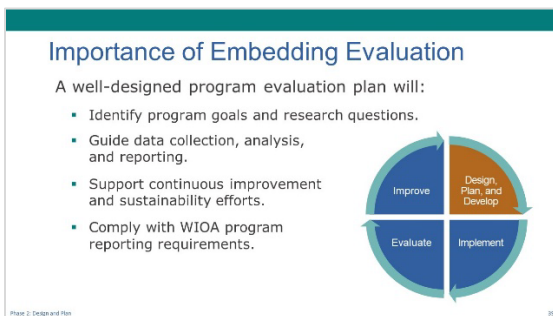 Importance of Embedding Evaluation
A well-designed program evaluation plan will:
▪ Identify program goals and research questions.
▪ Guide data collection, analysis,
and reporting.
▪ Support continuous improvement
and sustainability efforts.
▪ Comply with WIOA program
reporting requirements.
Improve
Design,
Plan, and
Develop
Evaluate
Implement
Phase 2: Design and Plan